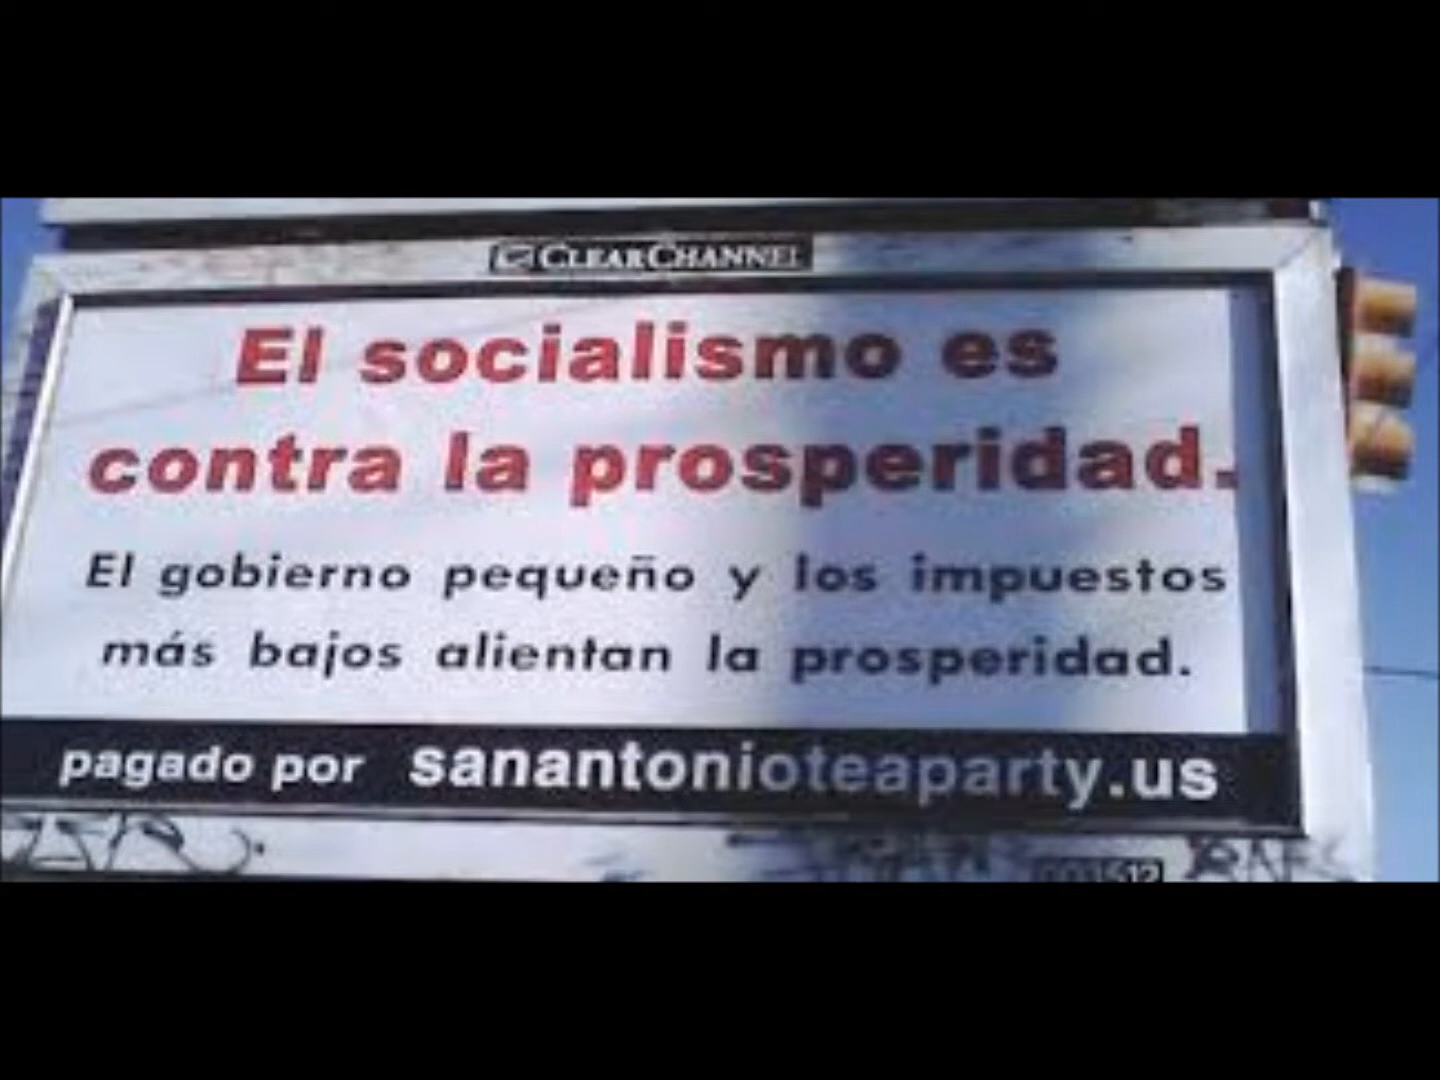 CLEAR CHANNEL
El socialismo es
contra la prosperidad.
El gobierno pequeño y los impuestos
más bajos alientan la prosperidad.
pagado por sanantonioteaparty.us